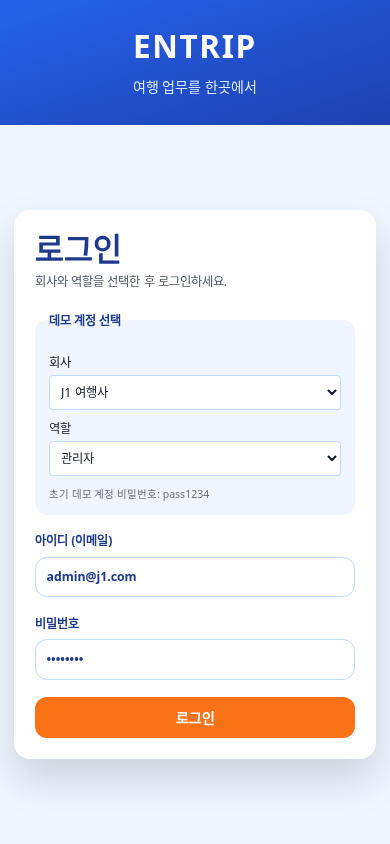 ENTRIP
여행 업무를 한곳에서
로그인
회사와 역할을 선택한 후 로그인하세요.
데모 계정 선택
회사
J1 여행사
역할
관리자
초기 데모 계정 비밀번호: pass1234
아이디 (이메일)
admin@j1.com
비밀번호
••••••••
로그인